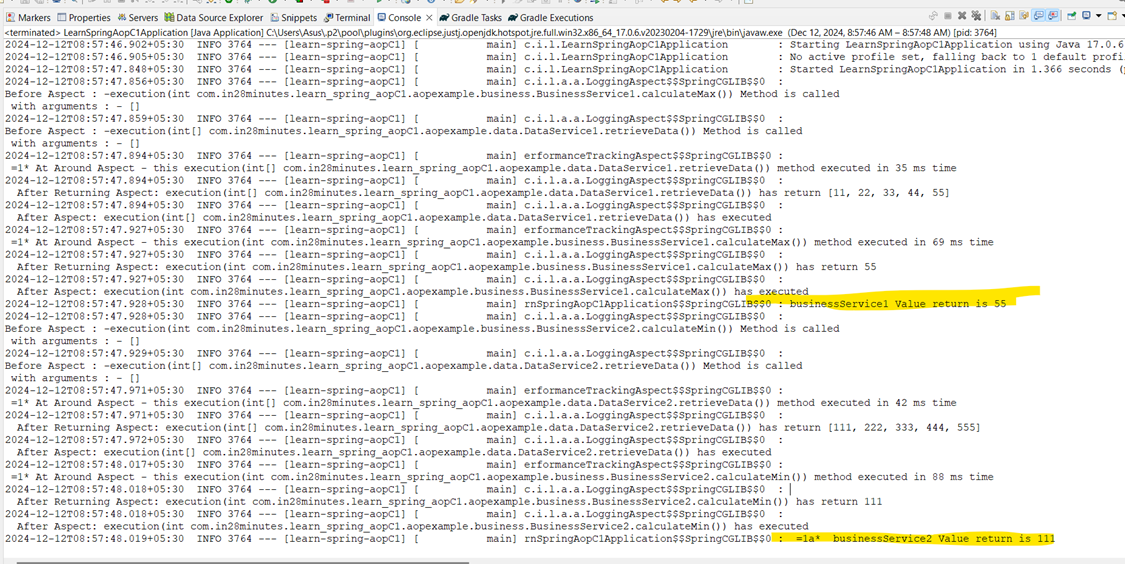 Markers Properties Servers Data Source Explorer Snippets Terminal Console Gradle Tasks Gradle Executions
<terminated> LearnSpringAopC1Application [Java Application] C:\Users\Asus\.p2\pool\plugins\org.eclipse.justj.openjdk.hotspot.jre.full.win32.x86_64_17.0.6.v20230204-1729\jre\bin\javaw.exe (Dec 12, 2024, 8:57:46 AM – 8:57:48 AM) [pid: 3764]
2024-12-12T08:57:46.902+05:30 INFO 3764 --- [learn-spring-aopC1] [ main] c.i.l.LearnSpringAopC1Application : Starting LearnSpringAopC1Application using Java 17.0.6
2024-12-12T08:57:46.905+05:30 INFO 3764 --- [learn-spring-aopC1] [ main] c.i.l.LearnSpringAopC1Application : No active profile set, falling back to 1 default profi
2024-12-12T08:57:47.848+05:30 INFO 3764 --- [learn-spring-aopC1] [ main] c.i.l.LearnSpringAopC1Application : Started LearnSpringAopC1Application in 1.366 seconds (
2024-12-12T08:57:47.856+05:30 INFO 3764 --- [learn-spring-aopC1] [ main] c.i.l.a.a.LoggingAspect$$SpringCGLIB$$0 :
Before Aspect : -execution(int com.in28minutes.learn_spring_aopC1.aopexample.business.BusinessService1.calculateMax()) Method is called
with arguments : - []
2024-12-12T08:57:47.859+05:30 INFO 3764 --- [learn-spring-aopC1] [ main] c.i.l.a.a.LoggingAspect$$SpringCGLIB$$0 :
Before Aspect : -execution(int[] com.in28minutes.learn_spring_aopC1.aopexample.data.DataService1.retrieveData()) Method is called
with arguments : - []
2024-12-12T08:57:47.894+05:30 INFO 3764 --- [learn-spring-aopC1] [ main] erformanceTrackingAspect$$SpringCGLIB$$0 :
=1* At Around Aspect - this execution(int[] com.in28minutes.learn_spring_aopC1.aopexample.data.DataService1.retrieveData()) method executed in 35 ms time
2024-12-12T08:57:47.894+05:30 INFO 3764 --- [learn-spring-aopC1] [ main] c.i.l.a.a.LoggingAspect$$SpringCGLIB$$0 :
After Returning Aspect: execution(int[] com.in28minutes.learn_spring_aopC1.aopexample.data.DataService1.retrieveData()) has return [11, 22, 33, 44, 55]
2024-12-12T08:57:47.894+05:30 INFO 3764 --- [learn-spring-aopC1] [ main] c.i.l.a.a.LoggingAspect$$SpringCGLIB$$0 :
After Aspect: execution(int[] com.in28minutes.learn_spring_aopC1.aopexample.data.DataService1.retrieveData()) has executed
2024-12-12T08:57:47.927+05:30 INFO 3764 --- [learn-spring-aopC1] [ main] erformanceTrackingAspect$$SpringCGLIB$$0 :
=1* At Around Aspect - this execution(int com.in28minutes.learn_spring_aopC1.aopexample.business.BusinessService1.calculateMax()) method executed in 69 ms time
2024-12-12T08:57:47.927+05:30 INFO 3764 --- [learn-spring-aopC1] [ main] c.i.l.a.a.LoggingAspect$$SpringCGLIB$$0 :
After Returning Aspect: execution(int com.in28minutes.learn_spring_aopC1.aopexample.business.BusinessService1.calculateMax()) has return 55
2024-12-12T08:57:47.927+05:30 INFO 3764 --- [learn-spring-aopC1] [ main] c.i.l.a.a.LoggingAspect$$SpringCGLIB$$0 :
After Aspect: execution(int com.in28minutes.learn_spring_aopC1.aopexample.business.BusinessService1.calculateMax()) has executed
2024-12-12T08:57:47.928+05:30 INFO 3764 --- [learn-spring-aopC1] [ main] rnSpringAopC1Application$$SpringCGLIB$$0 : businessService1 Value return is 55
2024-12-12T08:57:47.928+05:30 INFO 3764 --- [learn-spring-aopC1] [ main] c.i.l.a.a.LoggingAspect$$SpringCGLIB$$0 :
Before Aspect : -execution(int com.in28minutes.learn_spring_aopC1.aopexample.business.BusinessService2.calculateMin()) Method is called
with arguments : - []
2024-12-12T08:57:47.929+05:30 INFO 3764 --- [learn-spring-aopC1] [ main] c.i.l.a.a.LoggingAspect$$SpringCGLIB$$0 :
Before Aspect : -execution(int[] com.in28minutes.learn_spring_aopC1.aopexample.data.DataService2.retrieveData()) Method is called
with arguments : - []
2024-12-12T08:57:47.971+05:30 INFO 3764 --- [learn-spring-aopC1] [ main] erformanceTrackingAspect$$SpringCGLIB$$0 :
=1* At Around Aspect - this execution(int[] com.in28minutes.learn_spring_aopC1.aopexample.data.DataService2.retrieveData()) method executed in 42 ms time
2024-12-12T08:57:47.971+05:30 INFO 3764 --- [learn-spring-aopC1] [ main] c.i.l.a.a.LoggingAspect$$SpringCGLIB$$0 :
After Returning Aspect: execution(int[] com.in28minutes.learn_spring_aopC1.aopexample.data.DataService2.retrieveData()) has return [111, 222, 333, 444, 555]
2024-12-12T08:57:47.972+05:30 INFO 3764 --- [learn-spring-aopC1] [ main] c.i.l.a.a.LoggingAspect$$SpringCGLIB$$0 :
After Aspect: execution(int[] com.in28minutes.learn_spring_aopC1.aopexample.data.DataService2.retrieveData()) has executed
2024-12-12T08:57:48.017+05:30 INFO 3764 --- [learn-spring-aopC1] [ main] erformanceTrackingAspect$$SpringCGLIB$$0 :
=1* At Around Aspect - this execution(int com.in28minutes.learn_spring_aopC1.aopexample.business.BusinessService2.calculateMin()) method executed in 88 ms time
2024-12-12T08:57:48.018+05:30 INFO 3764 --- [learn-spring-aopC1] [ main] c.i.l.a.a.LoggingAspect$$SpringCGLIB$$0 :
After Returning Aspect: execution(int com.in28minutes.learn_spring_aopC1.aopexample.business.BusinessService2.calculateMin()) has return 111
2024-12-12T08:57:48.018+05:30 INFO 3764 --- [learn-spring-aopC1] [ main] c.i.l.a.a.LoggingAspect$$SpringCGLIB$$0 :
After Aspect: execution(int com.in28minutes.learn_spring_aopC1.aopexample.business.BusinessService2.calculateMin()) has executed
2024-12-12T08:57:48.019+05:30 INFO 3764 --- [learn-spring-aopC1] [ main] rnSpringAopC1Application$$SpringCGLIB$$0 : =1a* businessService2 Value return is 111